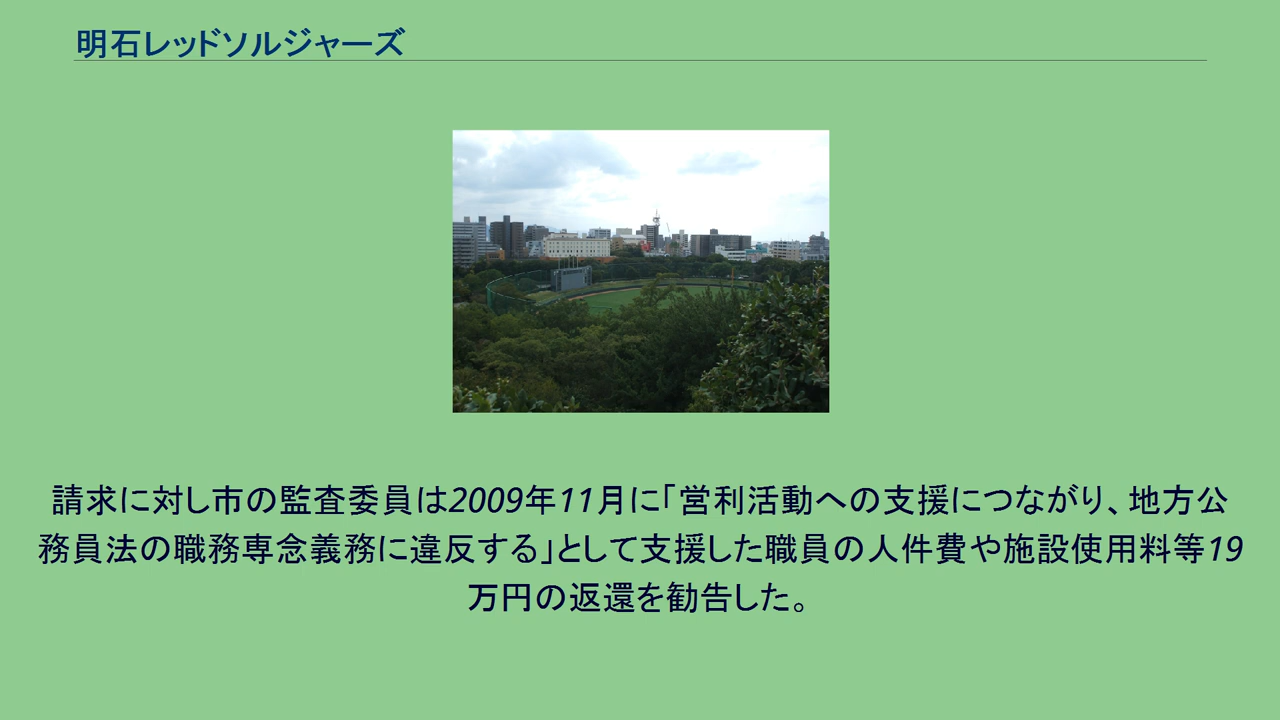 明石レッドソルジャーズ
請求に対し市の監査委員は2009年11月に「営利活動への支援につながり、地方公
務員法の職務専念義務に違反する」として支援した職員の人件費や施設使用料等19
万円の返還を勧告した。